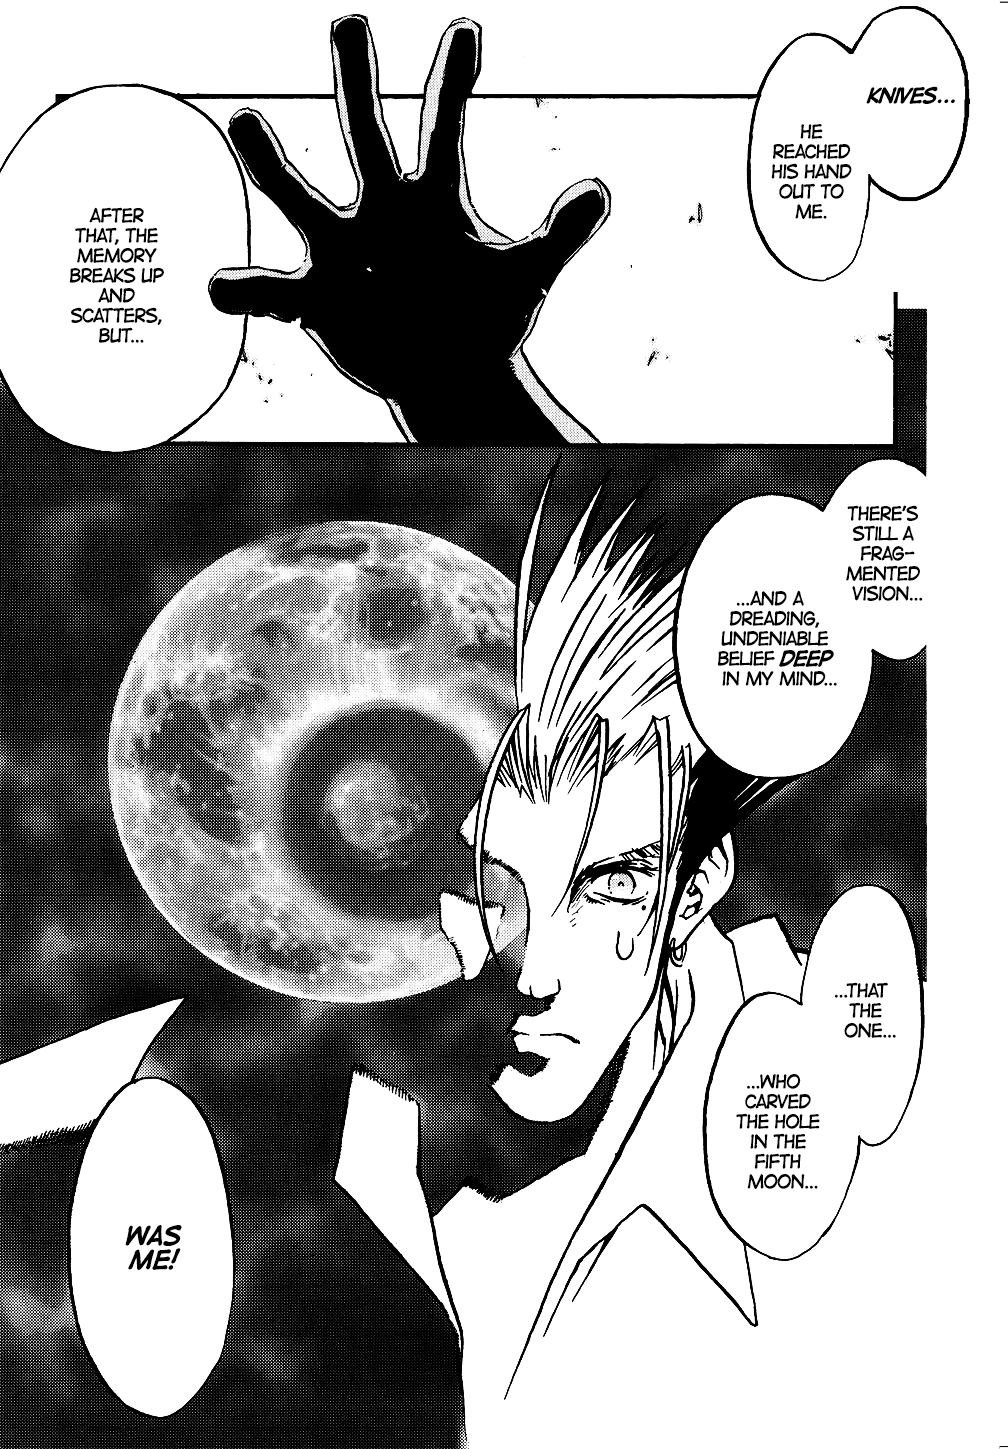 KNIVES...
HE
REACHED
HIS HAND
OUT TO
ME.
AFTER
THAT, THE
MEMORY
BREAKS UP
AND
SCATTERS,
BUT...
THERE'S
STILL A
FRAG-
MENTED
VISION...
...AND A
DREADING,
UNDENIABLE
BELIEF DEEP
IN MY MIND...
...THAT
THE
ONE...
...WHO
CARVED
THE HOLE
IN THE
FIFTH
MOON...
WAS
ME!